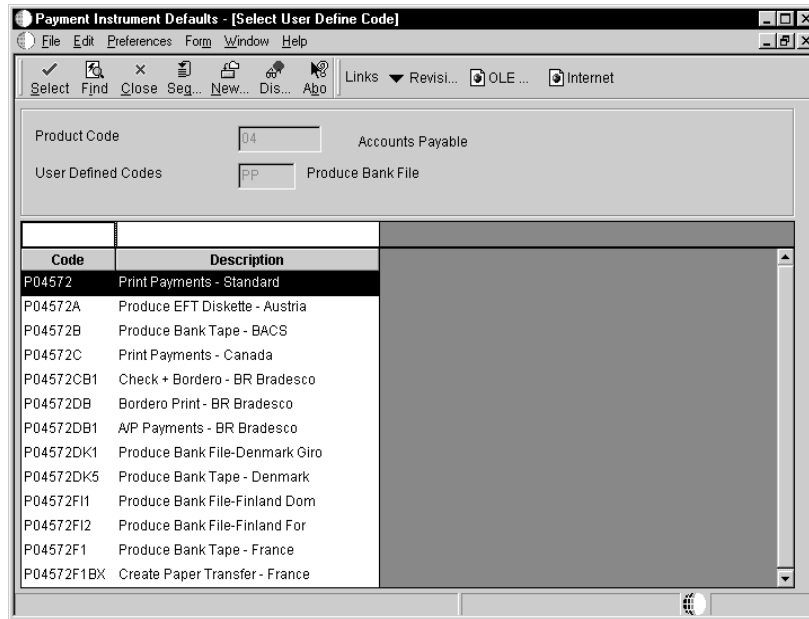 Payment Instrument Defaults - [Select User Define Code]
File Edit Preferences Form Window Help
Select Find Close Seq... New... Dis... Abo Links Revisi... OLE ... Internet
Product Code 04 Accounts Payable
User Defined Codes PP Produce Bank File
Code Description
P04572 Print Payments - Standard
P04572A Produce EFT Diskette - Austria
P04572B Produce Bank Tape - BACS
P04572C Print Payments - Canada
P04572CB1 Check + Bordero - BR Bradesco
P04572DB Bordero Print - BR Bradesco
P04572DB1 A/P Payments - BR Bradesco
P04572DK1 Produce Bank File-Denmark Giro
P04572DK5 Produce Bank Tape - Denmark
P04572FI1 Produce Bank File-Finland Dom
P04572FI2 Produce Bank File-Finland For
P04572F1 Produce Bank Tape - France
P04572F1BX Create Paper Transfer - France